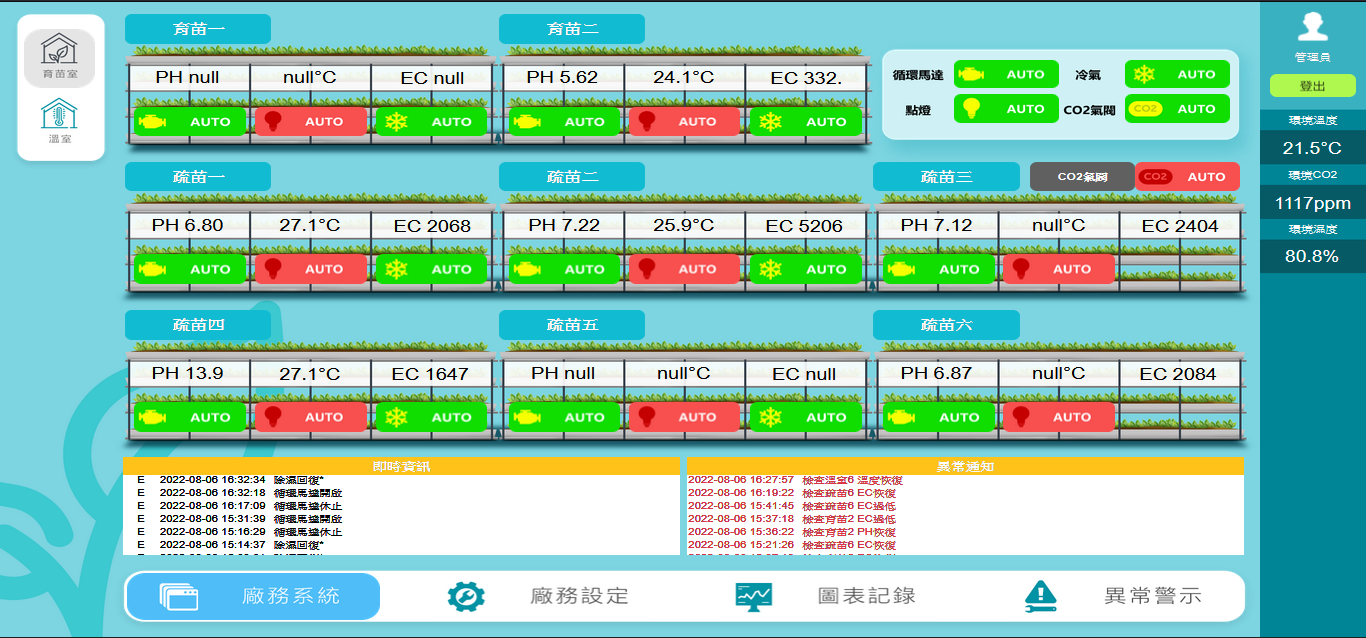 育苗室
溫室
育苗一
PH null
null°C
EC null
AUTO
AUTO
AUTO
育苗二
PH 5.62
24.1°C
EC 332.
AUTO
AUTO
AUTO
循環馬達
AUTO
冷氣
AUTO
點燈
AUTO
CO2氣閥
CO2
AUTO
疏苗一
PH 6.80
27.1°C
EC 2068
AUTO
AUTO
AUTO
疏苗二
PH 7.22
25.9°C
EC 5206
AUTO
AUTO
AUTO
疏苗三
CO2氣閥
CO2
AUTO
PH 7.12
null°C
EC 2404
AUTO
AUTO
疏苗四
PH 13.9
27.1°C
EC 1647
AUTO
AUTO
AUTO
疏苗五
PH null
null°C
EC null
AUTO
AUTO
AUTO
疏苗六
PH 6.87
null°C
EC 2084
AUTO
AUTO
即時資訊
E 2022-08-06 16:32:34 除濕回復*
E 2022-08-06 16:32:18 循環馬達開啟
E 2022-08-06 16:17:09 循環馬達休止
E 2022-08-06 15:31:39 循環馬達開啟
E 2022-08-06 15:16:29 循環馬達休止
E 2022-08-06 15:14:37 除濕回復*
異常通知
2022-08-06 16:27:57 檢查溫室6 溫度恢復
2022-08-06 16:19:22 檢查疏苗6 EC恢復
2022-08-06 15:41:45 檢查疏苗6 EC過低
2022-08-06 15:37:18 檢查育苗2 EC過低
2022-08-06 15:36:22 檢查育苗2 PH恢復
2022-08-06 15:21:26 檢查疏苗6 EC恢復
廠務系統
廠務設定
圖表記錄
異常警示
管理員
登出
環境溫度
21.5°C
環境CO2
1117ppm
環境濕度
80.8%